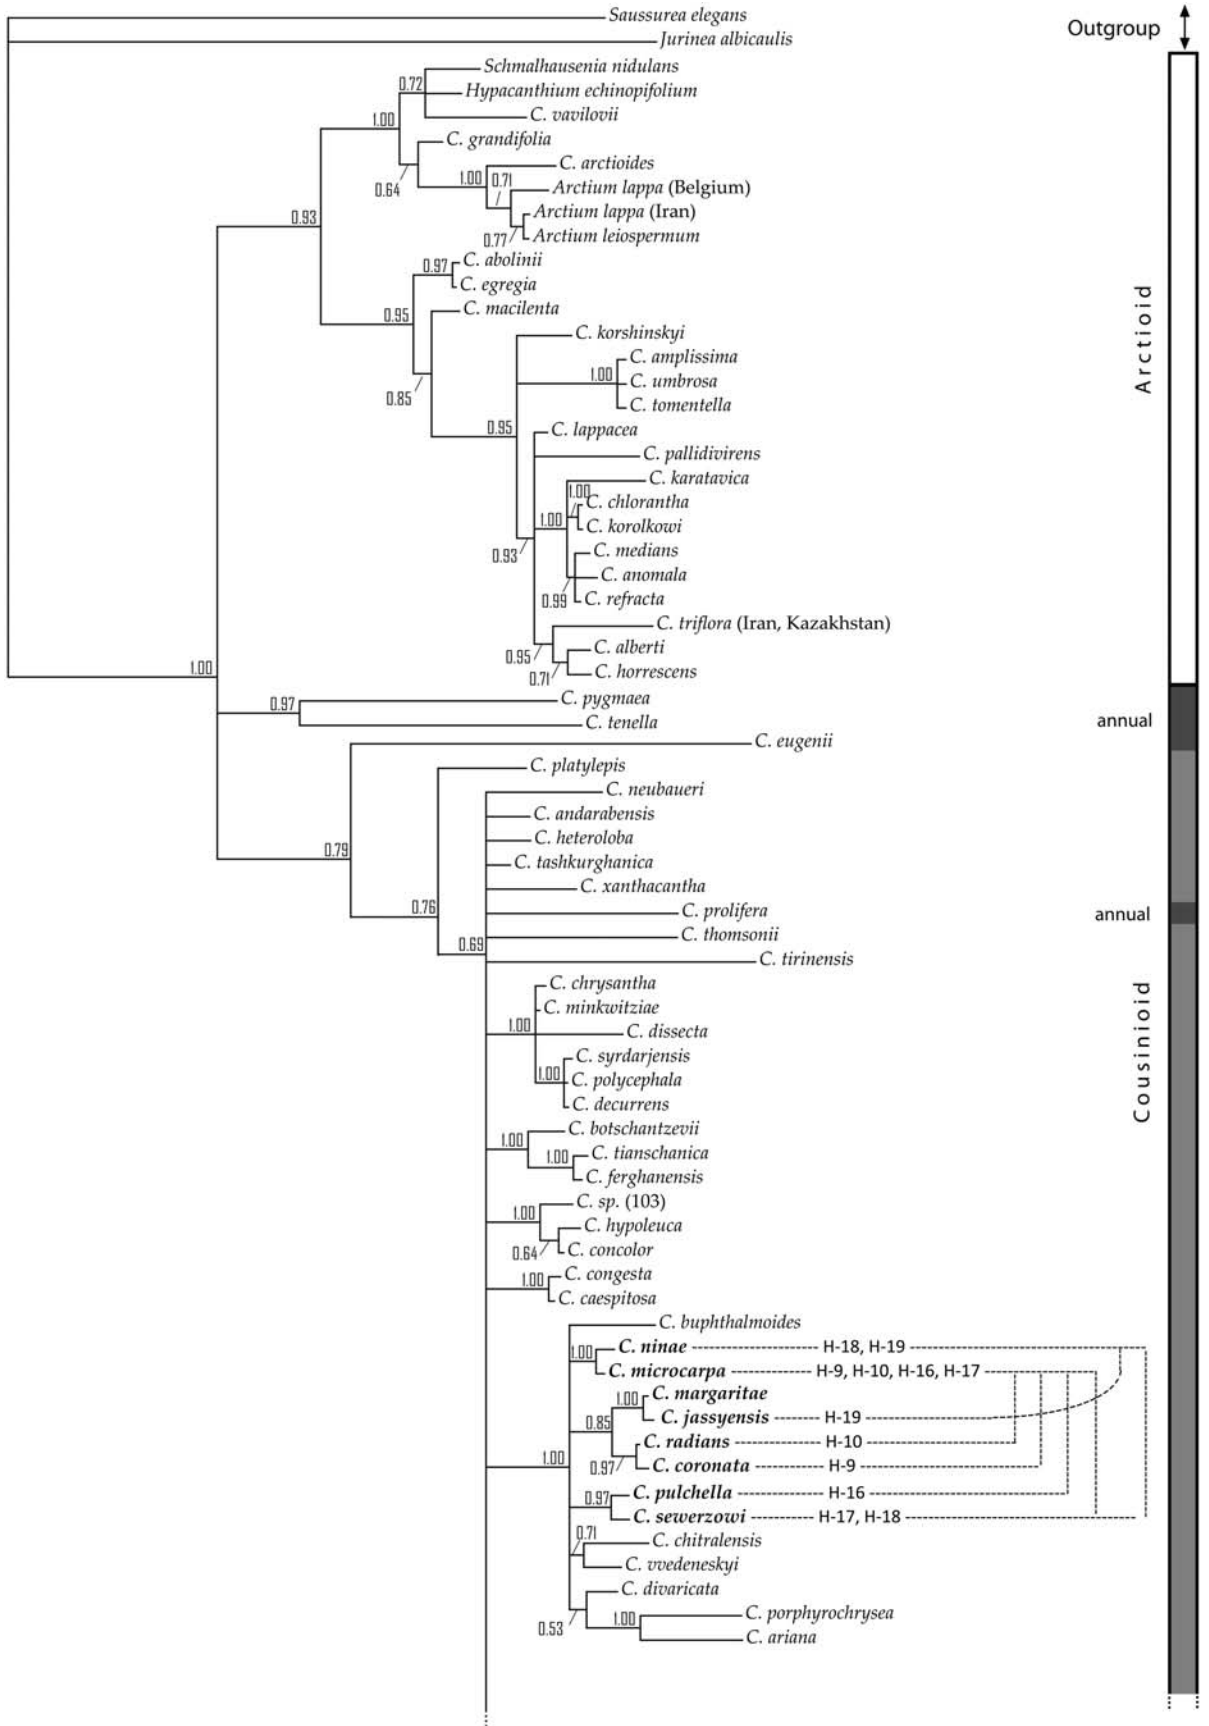 Saussurea elegans
Outgroup
Jurinea albicaulis
Schmalhausenia nidulans
0.72
Hypacanthium echinopifolium
C. vavilovii
1.00
C. grandifolia
C. arctioides
0.64
1.00
0.71
Arctium lappa (Belgium)
Arctium lappa (Iran)
0.93
0.77
Arctium leiospermum
C. abolinii
0.97
C. egregia
C. macilenta
0.95
Arctioid
C. korshinskyi
C. amplissima
1.00
C. umbrosa
0.85
C. tomentella
0.95
C. lappacea
C. pallidivirens
C. karatavica
1.00
C. chlorantha
1.00
C. korolkowi
0.93
C. medians
C. anomala
0.99
C. refracta
C. triflora (Iran, Kazakhstan)
C. alberti
0.95
1.00
0.71
C. horrescens
0.97
C. pygmaea
annual
C. tenella
C. eugenii
C. platylepis
C. neubaueri
C. andarabensis
C. heteroloba
0.79
C. tashkurghanica
C. xanthacantha
0.76
C. prolifera
annual
C. thomsonii
0.69
C. tirinensis
C. chrysantha
C. minkwitziae
1.00
C. dissecta
Cousinioid
C. syrdarjensis
1.00
C. polycephala
C. decurrens
C. botschantzevii
1.00
C. tianschanica
1.00
C. ferghanensis
C. sp. (103)
1.00
C. hypoleuca
0.64
C. concolor
C. congesta
1.00
C. caespitosa
C. buphthalmoides
C. ninae H-18, H-19
1.00
C. microcarpa H-9, H-10, H-16, H-17
C. margaritae
1.00
C. jassyensis H-19
0.85
C. radians H-10
1.00
0.97
C. coronata H-9
C. pulchella H-16
0.97
C. sewerzowi H-17, H-18
0.71
C. chitralensis
C. vvedeneskyi
C. divaricata
C. porphyrochrysea
0.53
1.00
C. ariana